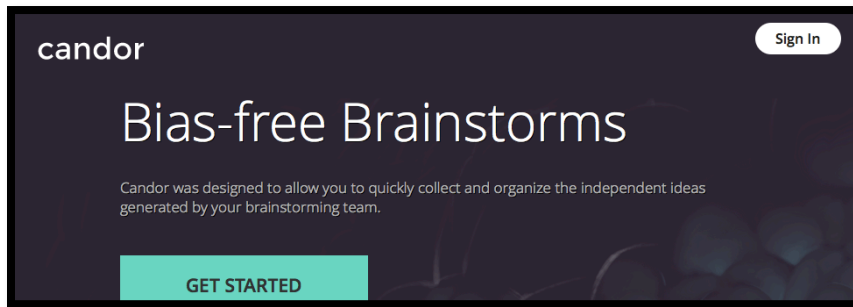 candor
Sign In
Bias-free Brainstorms
Candor was designed to allow you to quickly collect and organize the independent ideas
generated by your brainstorming team.
GET STARTED